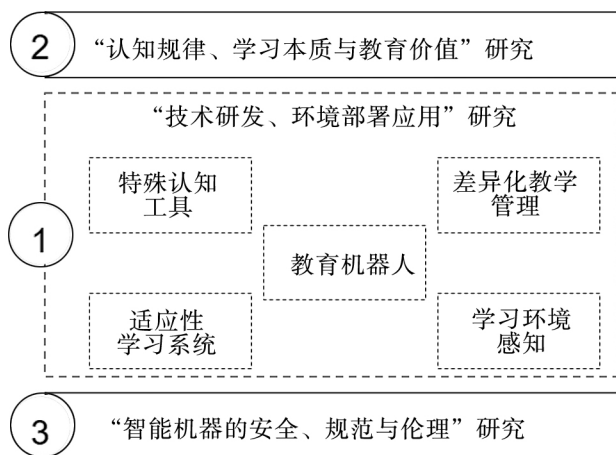 2
“认知规律、学习本质与教育价值”研究
“技术研发、环境部署应用”研究
特殊认知
工具
差异化教学
管理
1
教育机器人
适应性
学习系统
学习环境
感知
3
“智能机器的安全、规范与伦理”研究